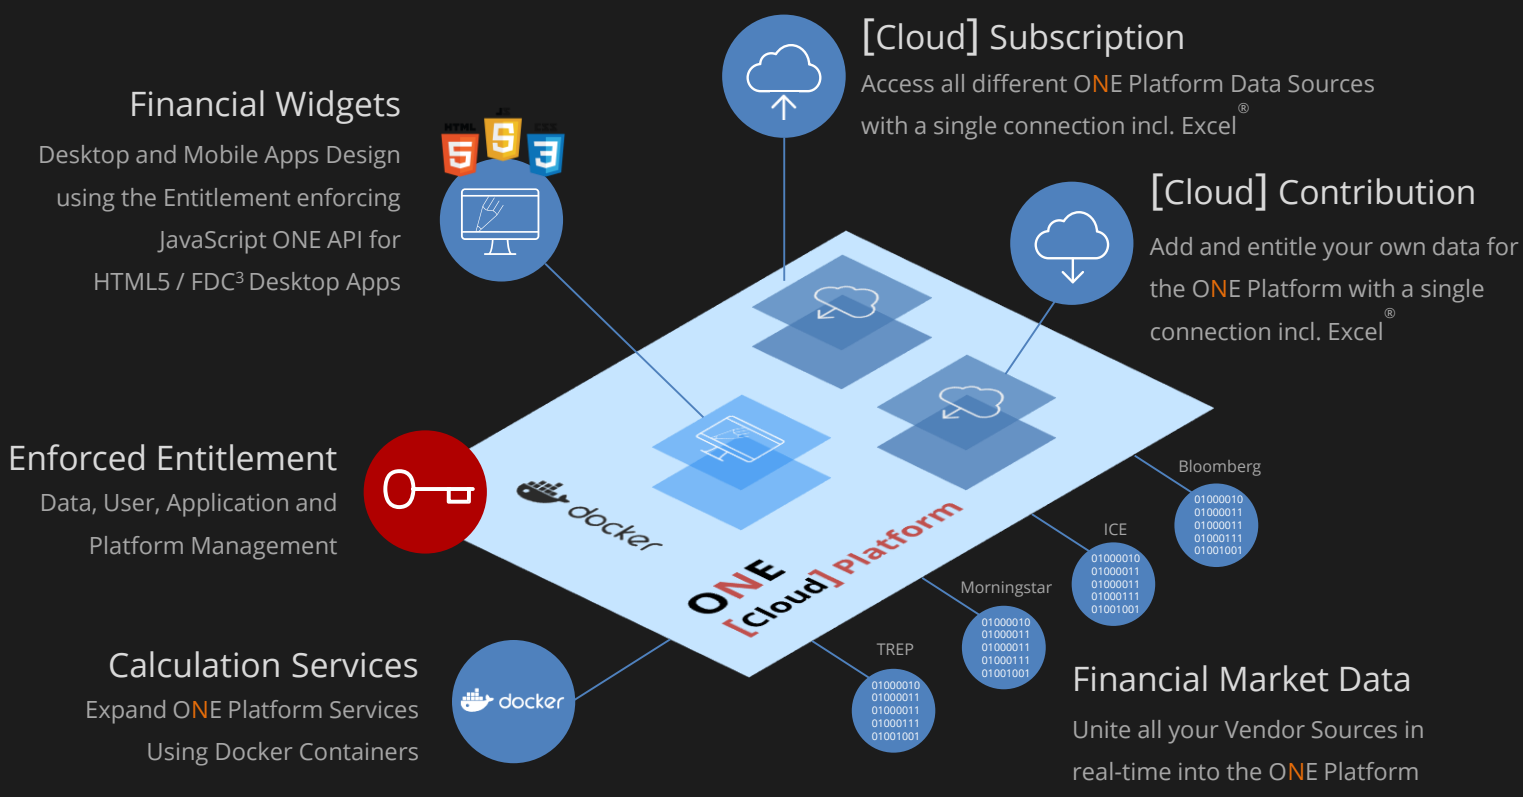 [Cloud] Subscription
Access all different ONE Platform Data Sources
with a single connection incl. Excel®
Financial Widgets
Desktop and Mobile Apps Design
using the Entitlement enforcing
JavaScript ONE API for
HTML5 / FDC³ Desktop Apps
HTML
5
JS
5
CSS
3
[Cloud] Contribution
Add and entitle your own data for
the ONE Platform with a single
connection incl. Excel®
Enforced Entitlement
Data, User, Application and
Platform Management
docker
ONE
[Cloud] Platform
Bloomberg
01000010
01000011
01000011
01000111
01001001
ICE
01000010
01000011
01000011
01000111
01001001
Morningstar
01000010
01000011
01000011
01000111
01001001
TREP
01000010
01000011
01000011
01000111
01001001
Calculation Services
Expand ONE Platform Services
Using Docker Containers
docker
Financial Market Data
Unite all your Vendor Sources in
real-time into the ONE Platform